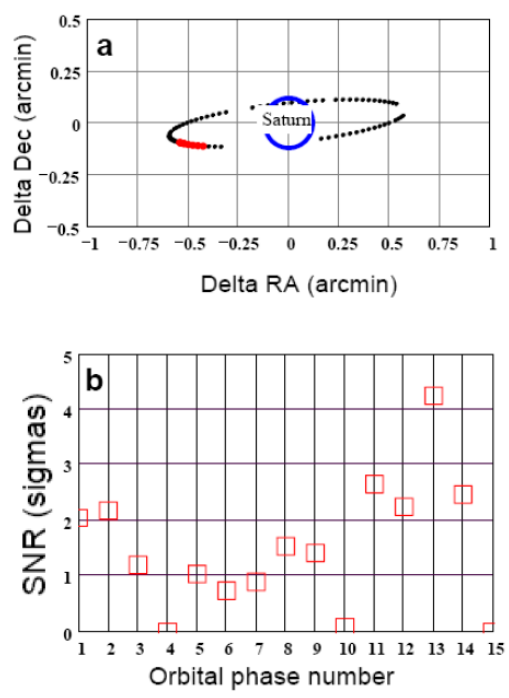 a
0.5
0.25
0
−0.25
−0.5
Delta Dec (arcmin)
Saturn
−1 −0.75 −0.5 −0.25 0 0.25 0.5 0.75 1
Delta RA (arcmin)
b
5
4
3
2
1
0
SNR (sigmas)
1 2 3 4 5 6 7 8 9 10 11 12 13 14 15
Orbital phase number